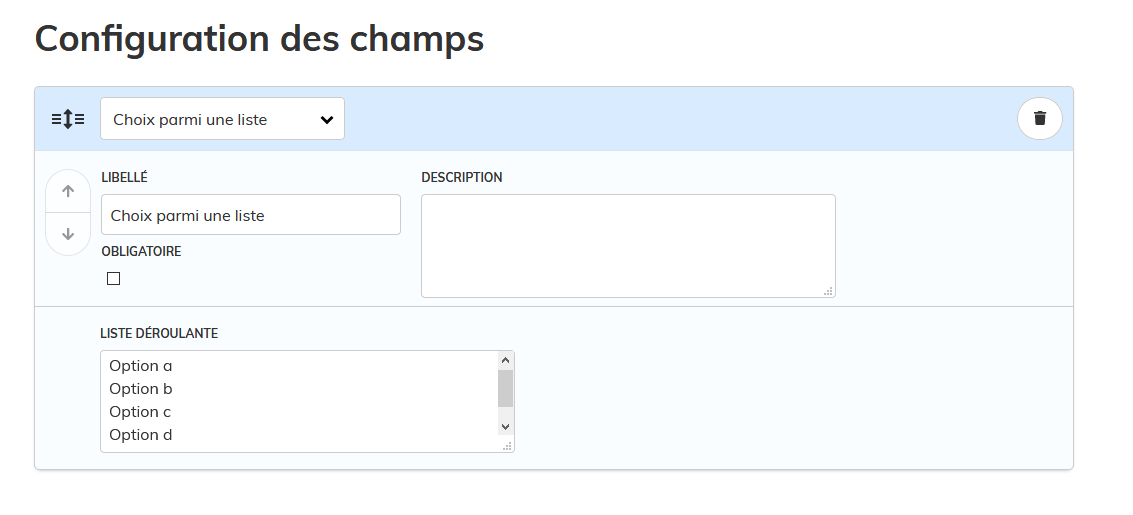 Configuration des champs
Choix parmi une liste
LIBELLÉ
Choix parmi une liste
OBLIGATOIRE
DESCRIPTION
LISTE DÉROULANTE
Option a
Option b
Option c
Option d